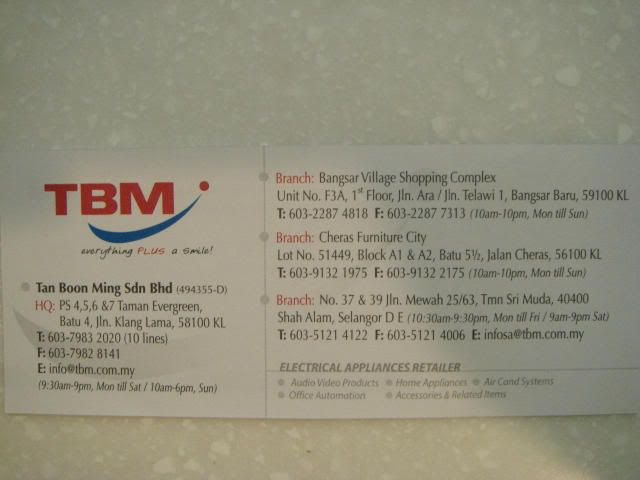 TBM
everything PLUS a smile!
Tan Boon Ming Sdn Bhd (494355-D)
HQ: PS 4,5,6 &7 Taman Evergreen,
Batu 4, Jln. Klang Lama, 58100 KL
T: 603-7983 2020 (10 lines)
F: 603-7982 8141
E: info@tbm.com.my
(9:30am-9pm, Mon till Sat / 10am-6pm, Sun)
Branch: Bangsar Village Shopping Complex
Unit No. F3A, 1st Floor, Jln. Ara / Jln. Telawi 1, Bangsar Baru, 59100 KL
T: 603-2287 4818 F: 603-2287 7313 (10am-10pm, Mon till Sun)
Branch: Cheras Furniture City
Lot No. 51449, Block A1 & A2, Batu 5½, Jalan Cheras, 56100 KL
T: 603-9132 1975 F: 603-9132 2175 (10am-10pm, Mon till Sun)
Branch: No. 37 & 39 Jln. Mewah 25/63, Tmn Sri Muda, 40400
Shah Alam, Selangor D E (10:30am-9:30pm, Mon till Fri / 9am-9pm Sat)
T: 603-5121 4122 F: 603-5121 4006 E: infosa@tbm.com.my
ELECTRICAL APPLIANCES RETAILER
Audio Video Products Home Appliances Air Cond Systems
Office Automation Accessories & Related Items